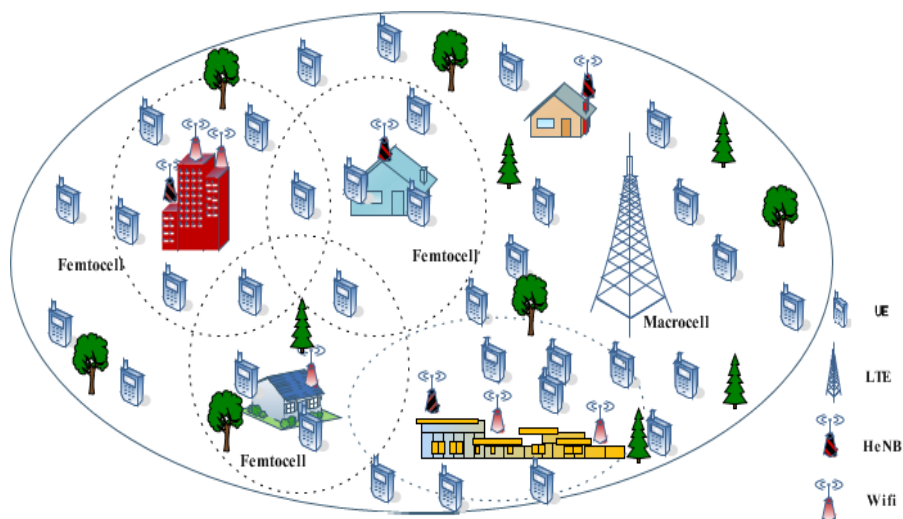 Femtocell
Femtocell
Macrocell
Femtocell
UE
LTE
HeNB
Wifi